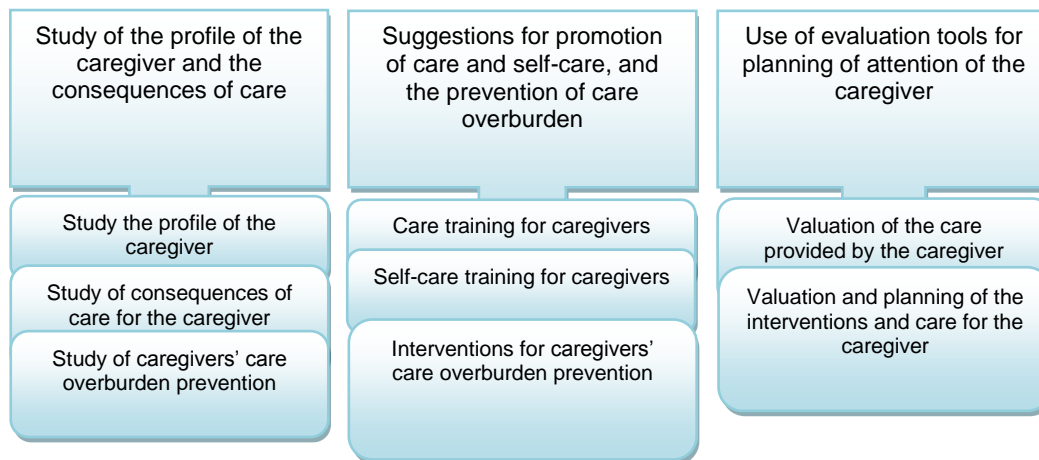 Study of the profile of the
caregiver and the
consequences of care
Study the profile of the
caregiver
Study of consequences of
care for the caregiver
Study of caregivers’ care
overburden prevention
Suggestions for promotion
of care and self-care, and
the prevention of care
overburden
Care training for caregivers
Self-care training for caregivers
Interventions for caregivers’
care overburden prevention
Use of evaluation tools for
planning of attention of the
caregiver
Valuation of the care
provided by the caregiver
Valuation and planning of the
interventions and care for the
caregiver